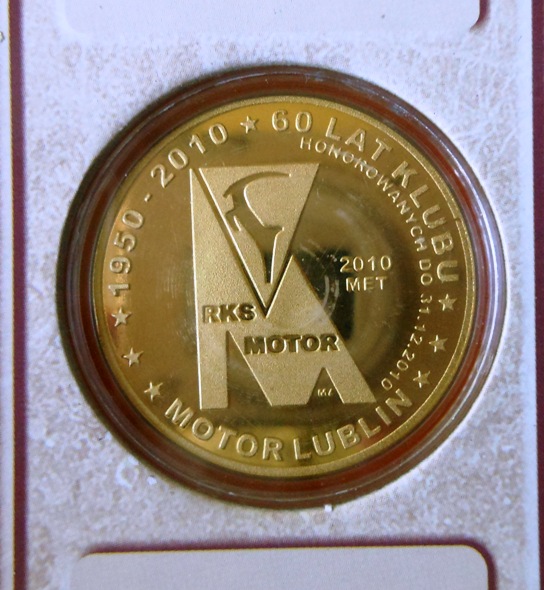 1950 - 2010 ★ 60 LAT KLUBU
HONOROWANYCH DO 31.12.2010
2010
MET
RKS
MOTOR
MOTOR LUBLIN